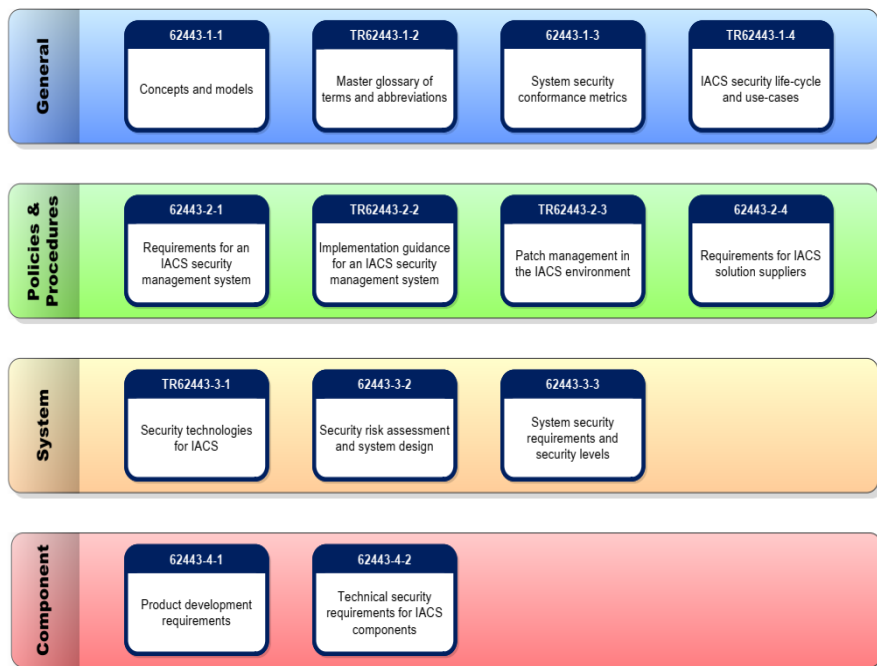 General
62443-1-1
Concepts and models
TR62443-1-2
Master glossary of
terms and abbreviations
62443-1-3
System security
conformance metrics
TR62443-1-4
IACS security life-cycle
and use-cases
Policies &
Procedures
62443-2-1
Requirements for an
IACS security
management system
TR62443-2-2
Implementation guidance
for an IACS security
management system
TR62443-2-3
Patch management in
the IACS environment
62443-2-4
Requirements for IACS
solution suppliers
System
TR62443-3-1
Security technologies
for IACS
62443-3-2
Security risk assessment
and system design
62443-3-3
System security
requirements and
security levels
Component
62443-4-1
Product development
requirements
62443-4-2
Technical security
requirements for IACS
components